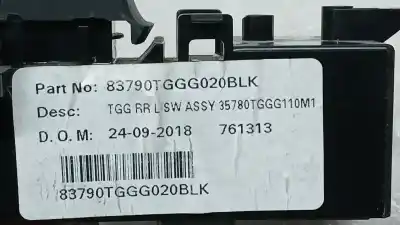 Part No: 83790TGGG020BLK
Desc: TGG RR L SW ASSY 35780TGGG110M1
D. O. M: 24-09-2018 761313
83790TGGG020BLK